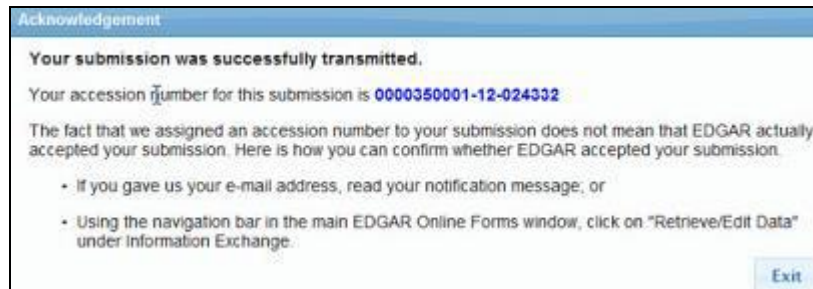 Acknowledgement
Your submission was successfully transmitted.
Your accession number for this submission is 0000350001-12-024332
The fact that we assigned an accession number to your submission does not mean that EDGAR actually
accepted your submission. Here is how you can confirm whether EDGAR accepted your submission.
• If you gave us your e-mail address, read your notification message; or
• Using the navigation bar in the main EDGAR Online Forms window, click on "Retrieve/Edit Data"
under Information Exchange.
Exit